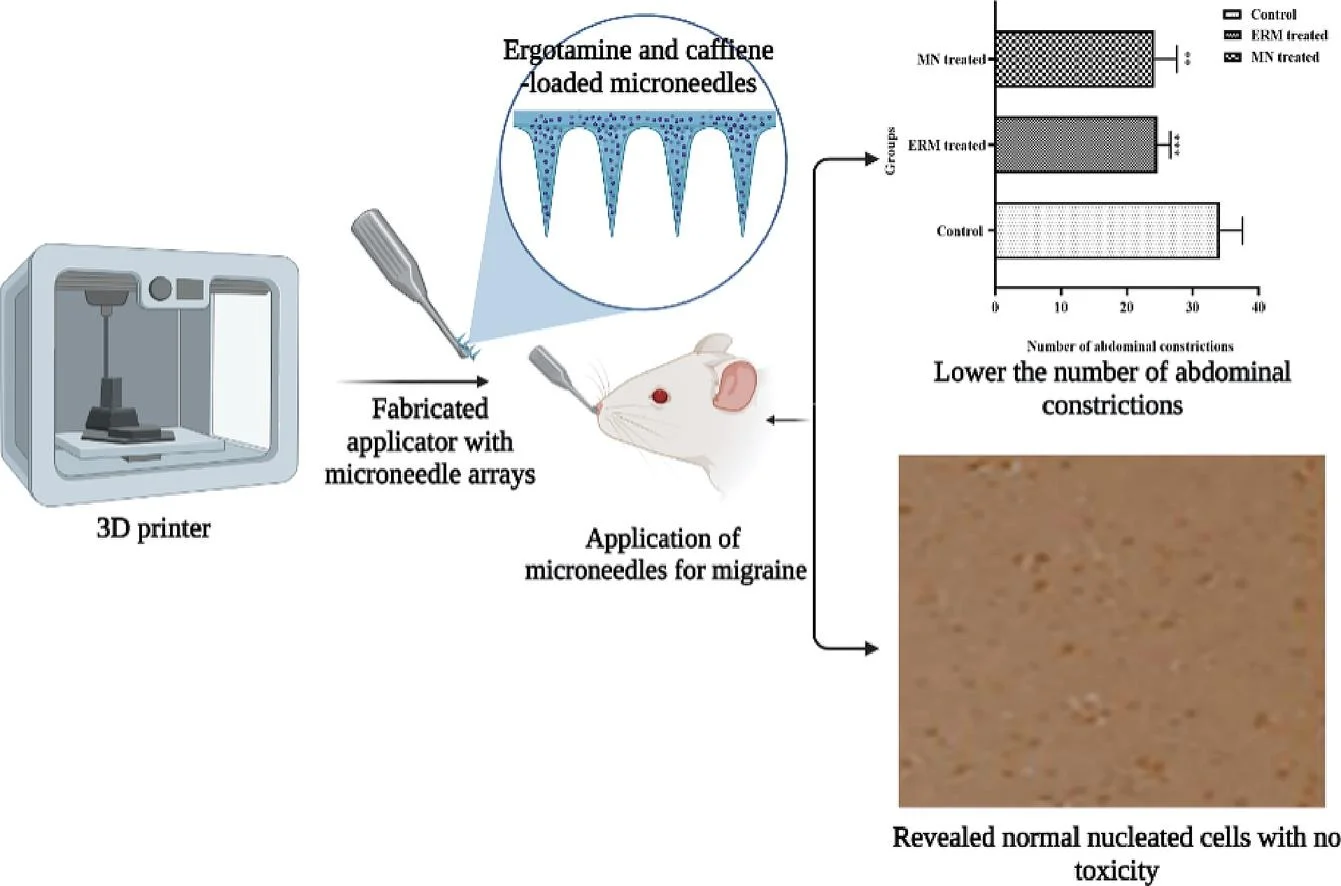 Ergotamine and caffiene
-loaded microneedles
3D printer
Fabricated
applicator with
microneedle arrays
Application of
microneedles for migraine
Control
ERM treated
MN treated
Groups
MN treated
**
ERM treated
***
Control
0 10 20 30 40
Number of abdominal constrictions
Lower the number of abdominal
constrictions
Revealed normal nucleated cells with no
toxicity